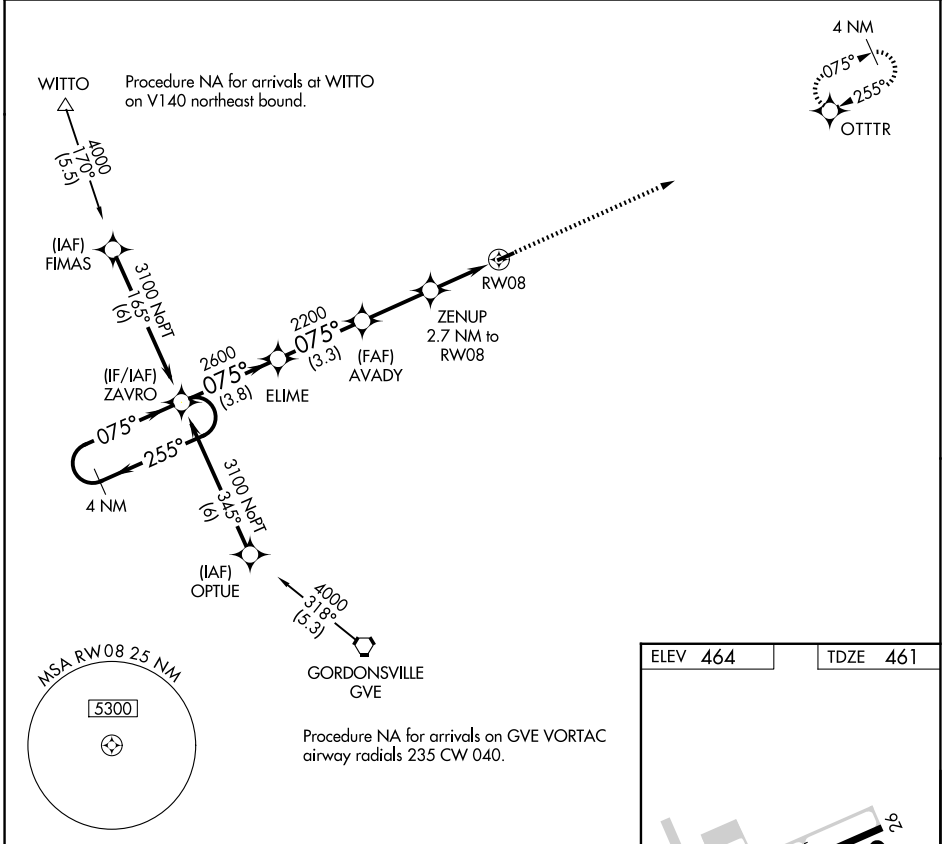 4 NM
075°
255°
OTTTR
WITTO
Procedure NA for arrivals at WITTO
on V140 northeast bound.
4000
170°
(5.5)
(IAF)
FIMAS
3100 NoPT
165°
(6)
RW08
ZENUP
2.7 NM to
RW08
2200
075°
(3.3)
(FAF)
AVADY
2600
075°
(3.8)
ELIME
(IF/IAF)
ZAVRO
075°
255°
4 NM
3100 NoPT
345°
(6)
(IAF)
OPTUE
4000
318°
(5.3)
GORDONSVILLE
GVE
MSA RW08 25 NM
5300
Procedure NA for arrivals on GVE VORTAC
airway radials 235 CW 040.
ELEV 464
TDZE 461
26